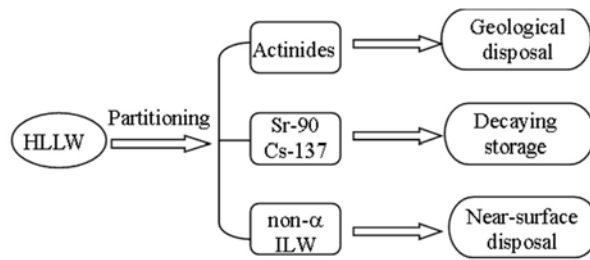 HLLW
Partitioning
Actinides
Geological
disposal
Sr-90
Cs-137
Decaying
storage
non-α
ILW
Near-surface
disposal